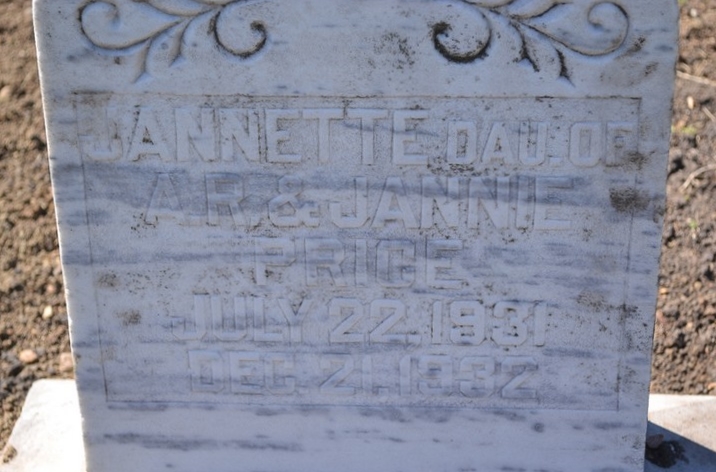 JANNETTE DAU. OF
A.R. & JANNIE
PRICE
JULY 22, 1931
DEC. 21, 1932